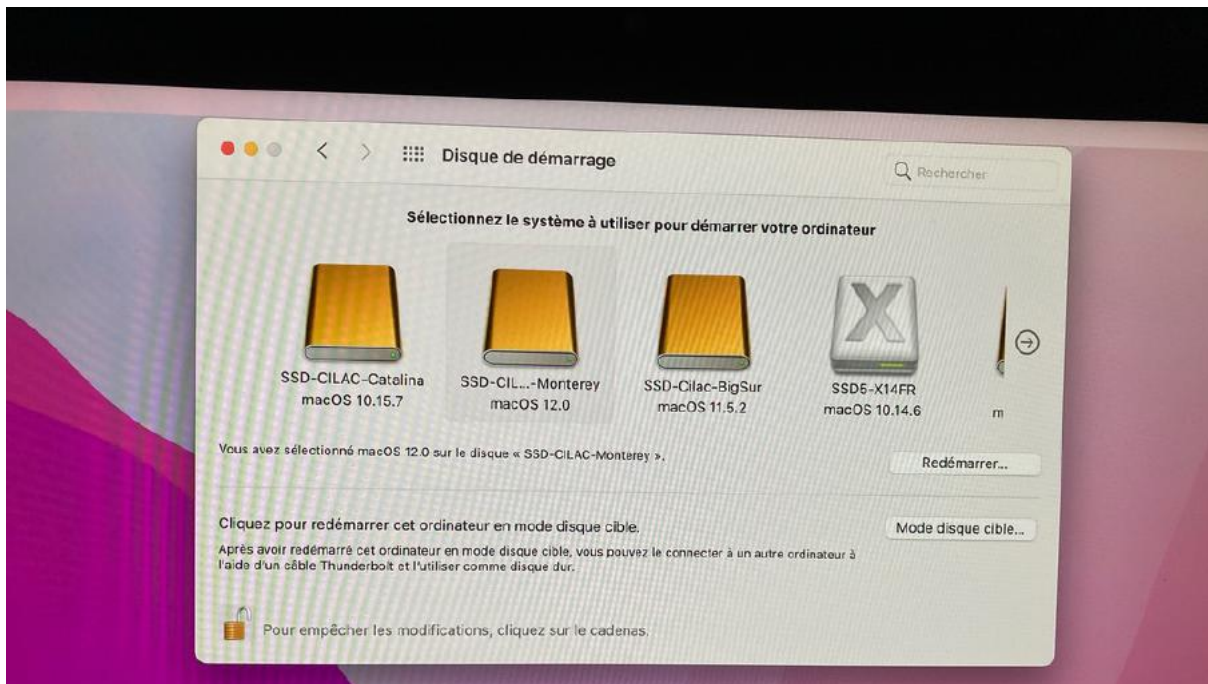 Disque de démarrage
Rechercher
Sélectionnez le système à utiliser pour démarrer votre ordinateur
SSD-CILAC-Catalina
macOS 10.15.7
SSD-CIL...-Monterey
macOS 12.0
SSD-Cilac-BigSur
macOS 11.5.2
SSD5-X14FR
macOS 10.14.6
m
Vous avez sélectionné macOS 12.0 sur le disque « SSD-CILAC-Monterey ».
Redémarrer...
Cliquez pour redémarrer cet ordinateur en mode disque cible.
Mode disque cible...
Après avoir redémarré cet ordinateur en mode disque cible, vous pouvez le connecter à un autre ordinateur à
l'aide d'un câble Thunderbolt et l'utiliser comme disque dur.
Pour empêcher les modifications, cliquez sur le cadenas.